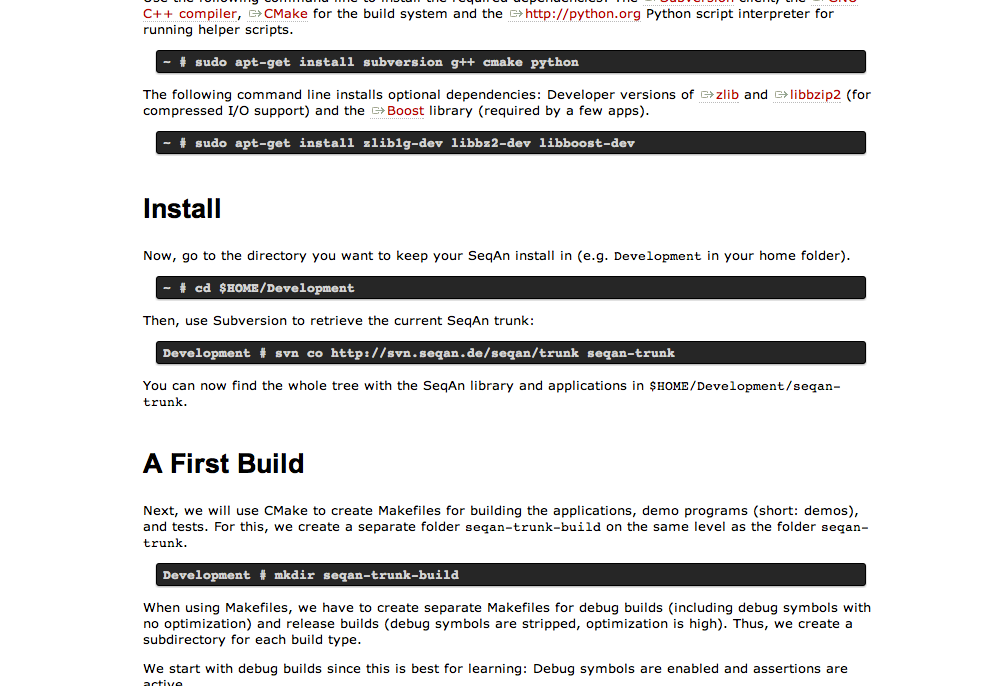 C++ compiler, CMake for the build system and the http://python.org Python script interpreter for
running helper scripts.
~ # sudo apt-get install subversion g++ cmake python
The following command line installs optional dependencies: Developer versions of zlib and libbzip2 (for
compressed I/O support) and the Boost library (required by a few apps).
~ # sudo apt-get install zlib1g-dev libbz2-dev libboost-dev
Install
Now, go to the directory you want to keep your SeqAn install in (e.g. Development in your home folder).
~ # cd $HOME/Development
Then, use Subversion to retrieve the current SeqAn trunk:
Development # svn co http://svn.seqan.de/seqan/trunk seqan-trunk
You can now find the whole tree with the SeqAn library and applications in $HOME/Development/seqan-
trunk.
A First Build
Next, we will use CMake to create Makefiles for building the applications, demo programs (short: demos),
and tests. For this, we create a separate folder seqan-trunk-build on the same level as the folder seqan-
trunk.
Development # mkdir seqan-trunk-build
When using Makefiles, we have to create separate Makefiles for debug builds (including debug symbols with
no optimization) and release builds (debug symbols are stripped, optimization is high). Thus, we create a
subdirectory for each build type.
We start with debug builds since this is best for learning: Debug symbols are enabled and assertions are
active